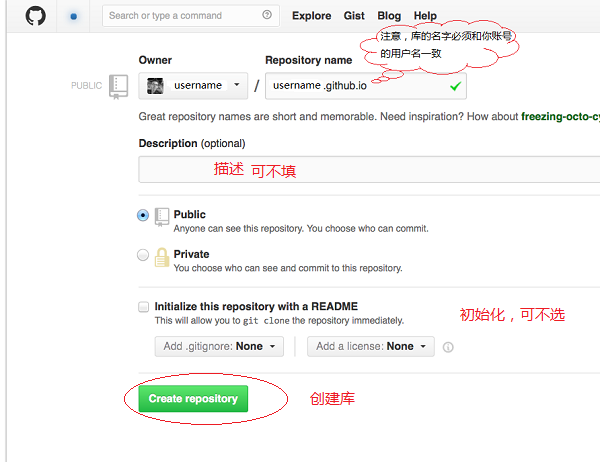 Search or type a command
Explore Gist Blog Help
注意，库的名字必须和你账号
的用户名一致
Owner Repository name
PUBLIC username / username .github.io
Great repository names are short and memorable. Need inspiration? How about freezing-octo-cy
Description (optional)
描述 可不填
Public
Anyone can see this repository. You choose who can commit.
Private
You choose who can see and commit to this repository.
Initialize this repository with a README
This will allow you to git clone the repository immediately.
初始化，可不选
Add .gitignore: None Add a license: None
Create repository
创建库